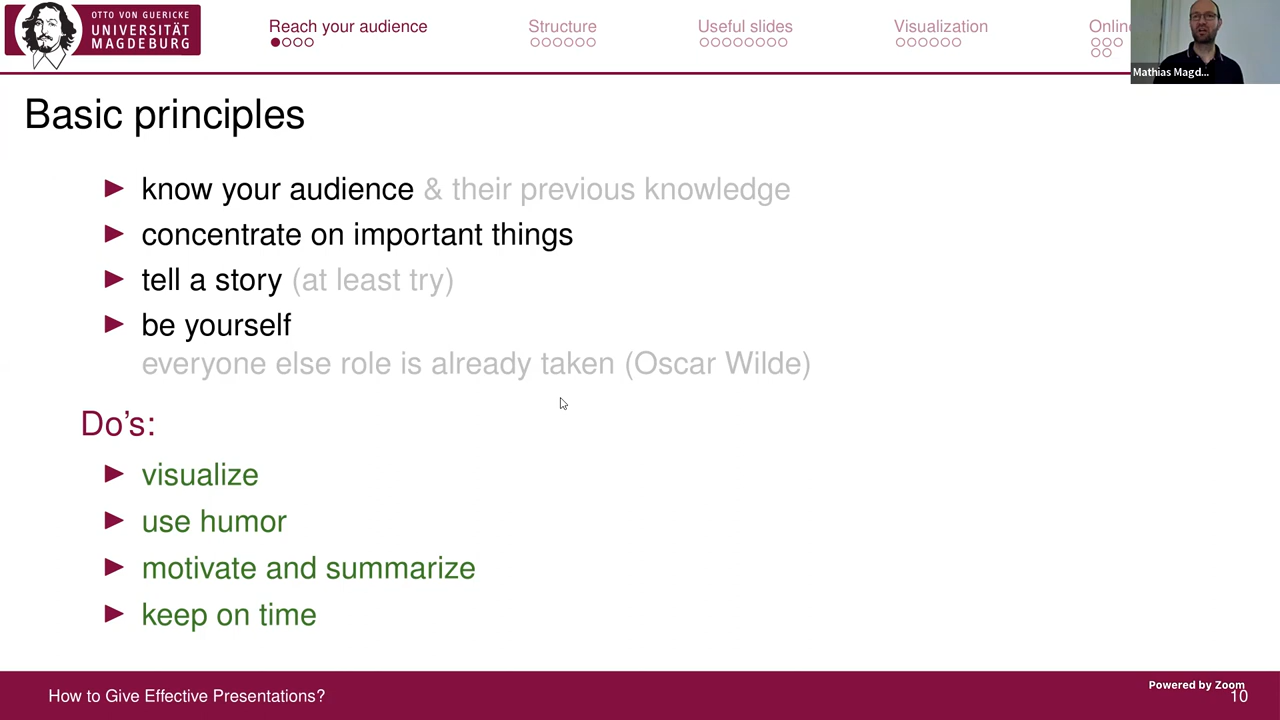 OTTO VON GUERICKE
UNIVERSITÄT
MAGDEBURG
Reach your audience
Structure
Useful slides
Visualization
Onlin
Mathias Magd...
Basic principles
know your audience & their previous knowledge
concentrate on important things
tell a story (at least try)
be yourself
everyone else role is already taken (Oscar Wilde)
Do's:
visualize
use humor
motivate and summarize
keep on time
How to Give Effective Presentations?
Powered by Zoom
10